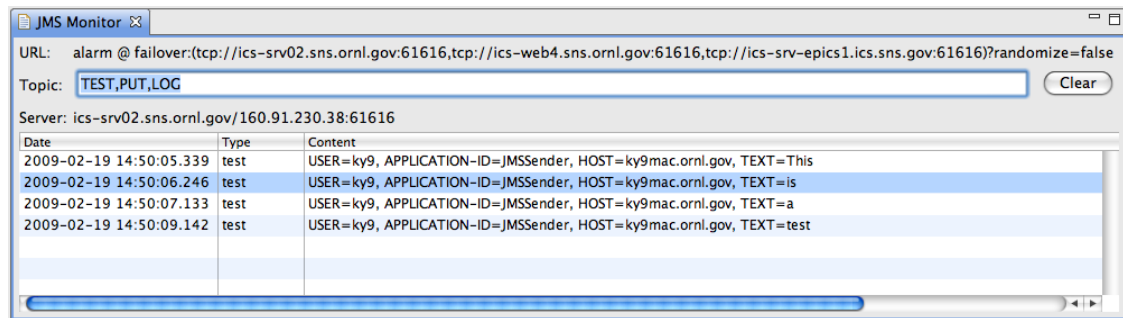 JMS Monitor
URL: alarm @ failover:(tcp://ics-srv02.sns.ornl.gov:61616,tcp://ics-web4.sns.ornl.gov:61616,tcp://ics-srv-epics1.ics.sns.gov:61616)?randomize=false
Topic: TEST,PUT,LOG Clear
Server: ics-srv02.sns.ornl.gov/160.91.230.38:61616
Date Type Content
2009-02-19 14:50:05.339 test USER=ky9, APPLICATION-ID=JMSSender, HOST=ky9mac.ornl.gov, TEXT=This
2009-02-19 14:50:06.246 test USER=ky9, APPLICATION-ID=JMSSender, HOST=ky9mac.ornl.gov, TEXT=is
2009-02-19 14:50:07.133 test USER=ky9, APPLICATION-ID=JMSSender, HOST=ky9mac.ornl.gov, TEXT=a
2009-02-19 14:50:09.142 test USER=ky9, APPLICATION-ID=JMSSender, HOST=ky9mac.ornl.gov, TEXT=test